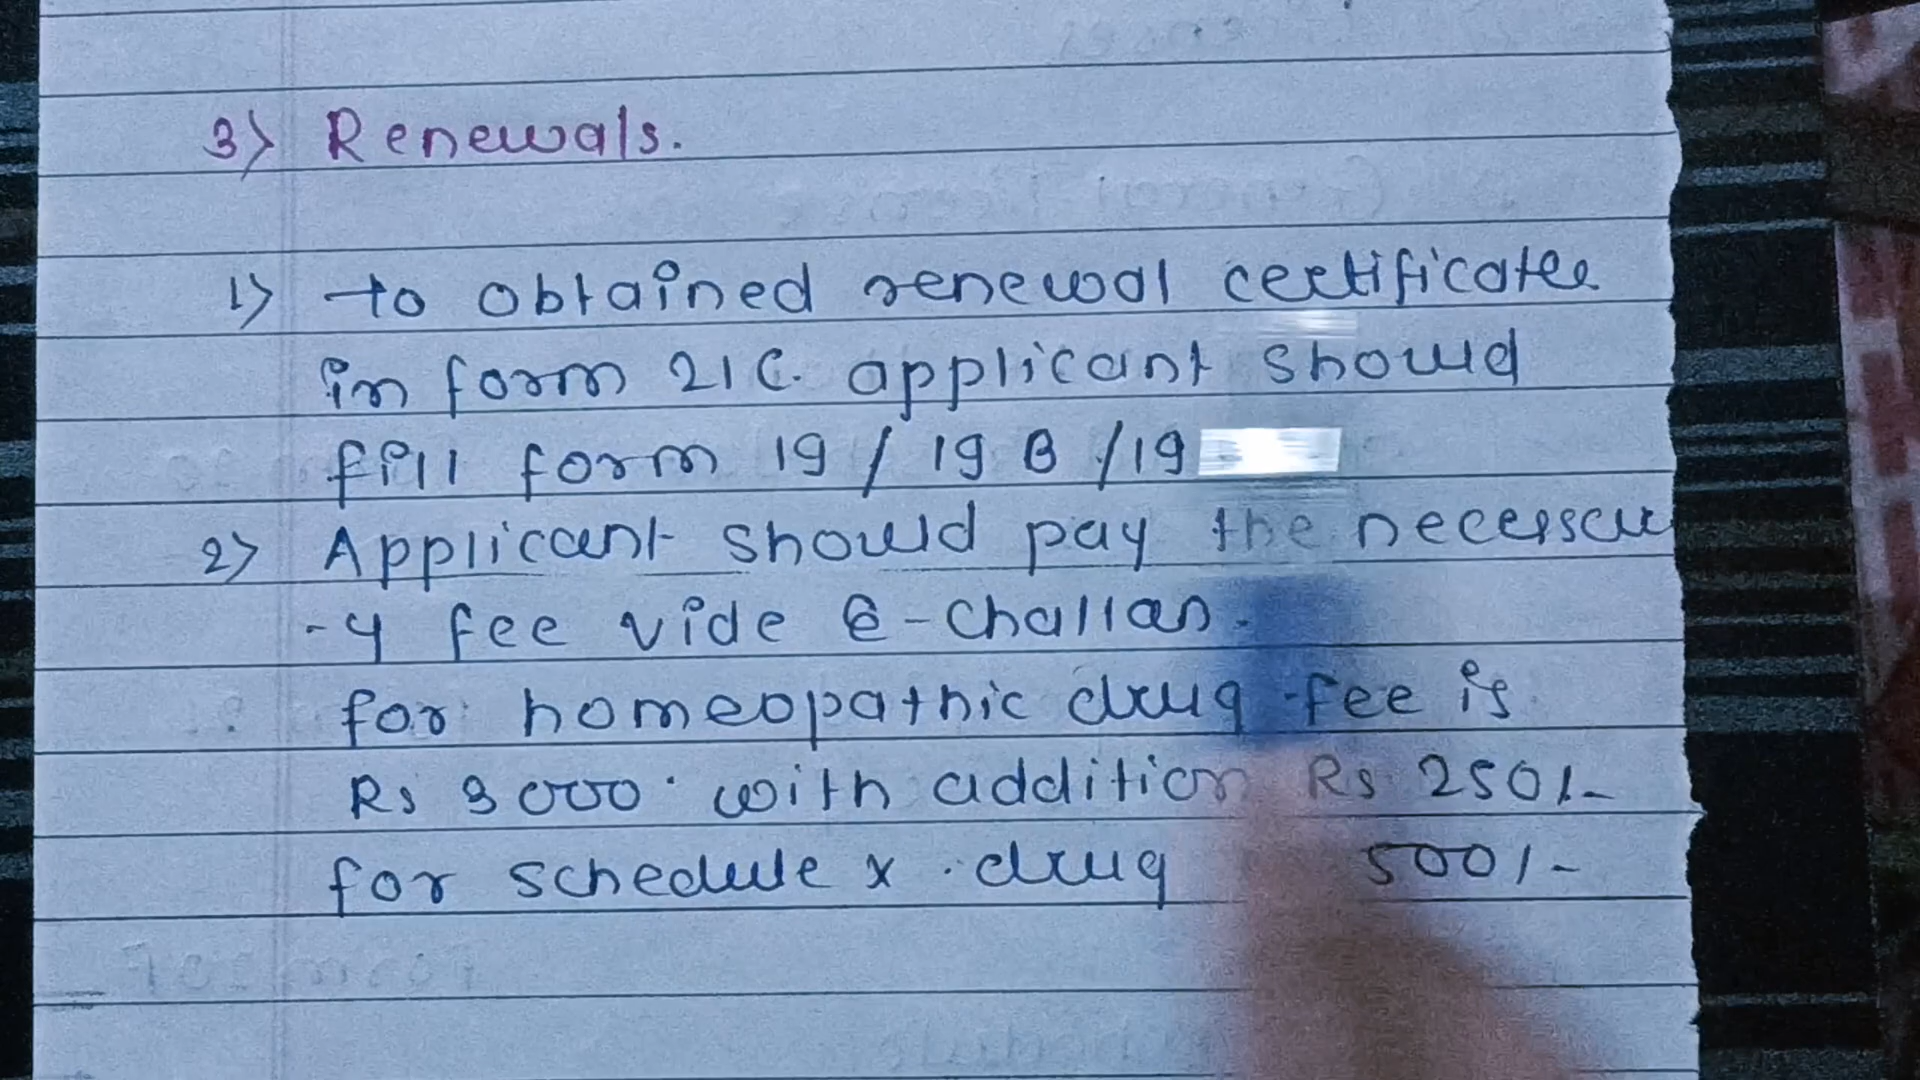 3) Renewals.
1) to obtained renewal certificate
in form 21C. applicant should
fill form 19 / 19 B / 19
2) Applicant should pay the necessar
-y fee vide e-challan.
for homeopathic drug fee is
Rs 3000. with addition Rs 250/-
for schedule x drug 500/-